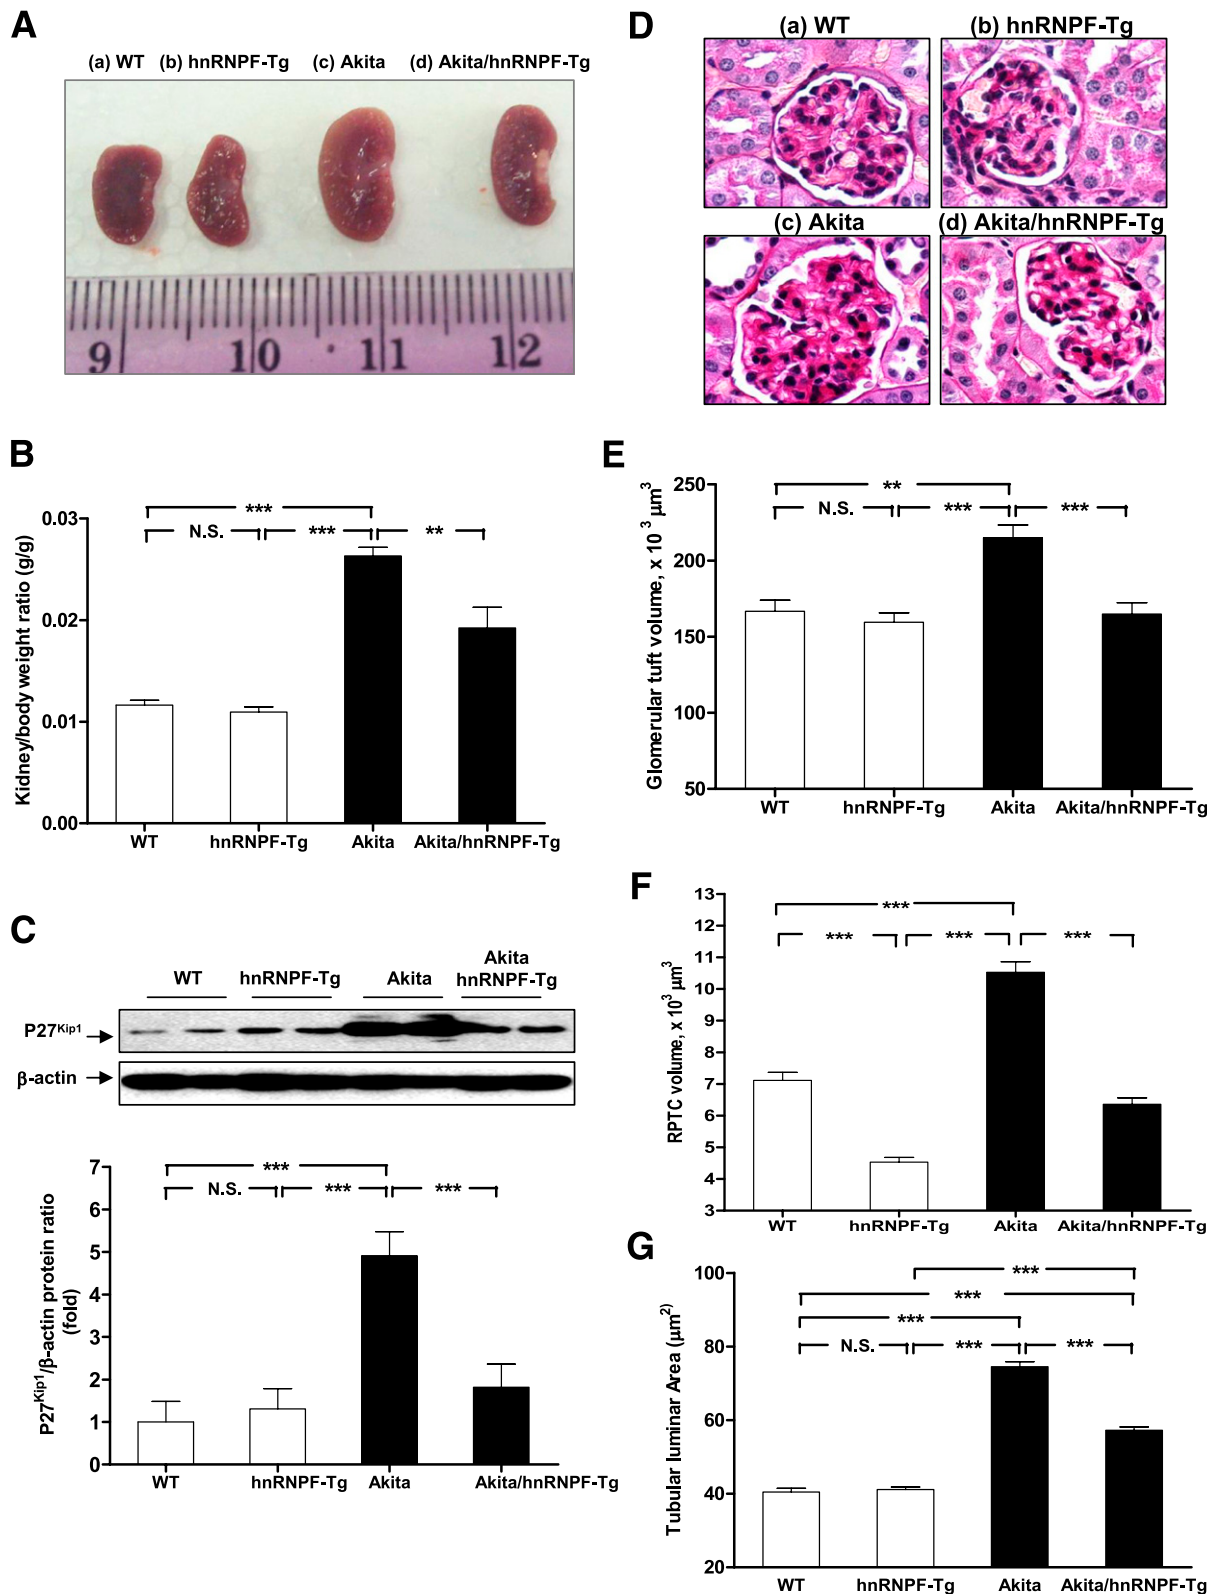 A
(a) WT (b) hnRNPF-Tg (c) Akita (d) Akita/hnRNPF-Tg
9 10 11 12
B
Kidney/body weight ratio (g/g)
0.03
0.02
0.01
0.00
***
N.S. *** **
WT hnRNPF-Tg Akita Akita/hnRNPF-Tg
C
WT hnRNPF-Tg Akita Akita hnRNPF-Tg
P27Kip1
β-actin
P27Kip1/β-actin protein ratio
(fold)
7
6
5
4
3
2
1
0
***
N.S. *** ***
WT hnRNPF-Tg Akita Akita/hnRNPF-Tg
D
(a) WT (b) hnRNPF-Tg
(c) Akita (d) Akita/hnRNPF-Tg
E
Glomerular tuft volume, x 10³ μm³
250
200
150
100
50
**
N.S. *** ***
WT hnRNPF-Tg Akita Akita/hnRNPF-Tg
F
RPTC volume, x 10³ μm³
13
12
11
10
9
8
7
6
5
4
3
***
*** *** ***
WT hnRNPF-Tg Akita Akita/hnRNPF-Tg
G
Tubular luminar Area (μm²)
100
80
60
40
20
***
***
***
N.S. *** ***
WT hnRNPF-Tg Akita Akita/hnRNPF-Tg